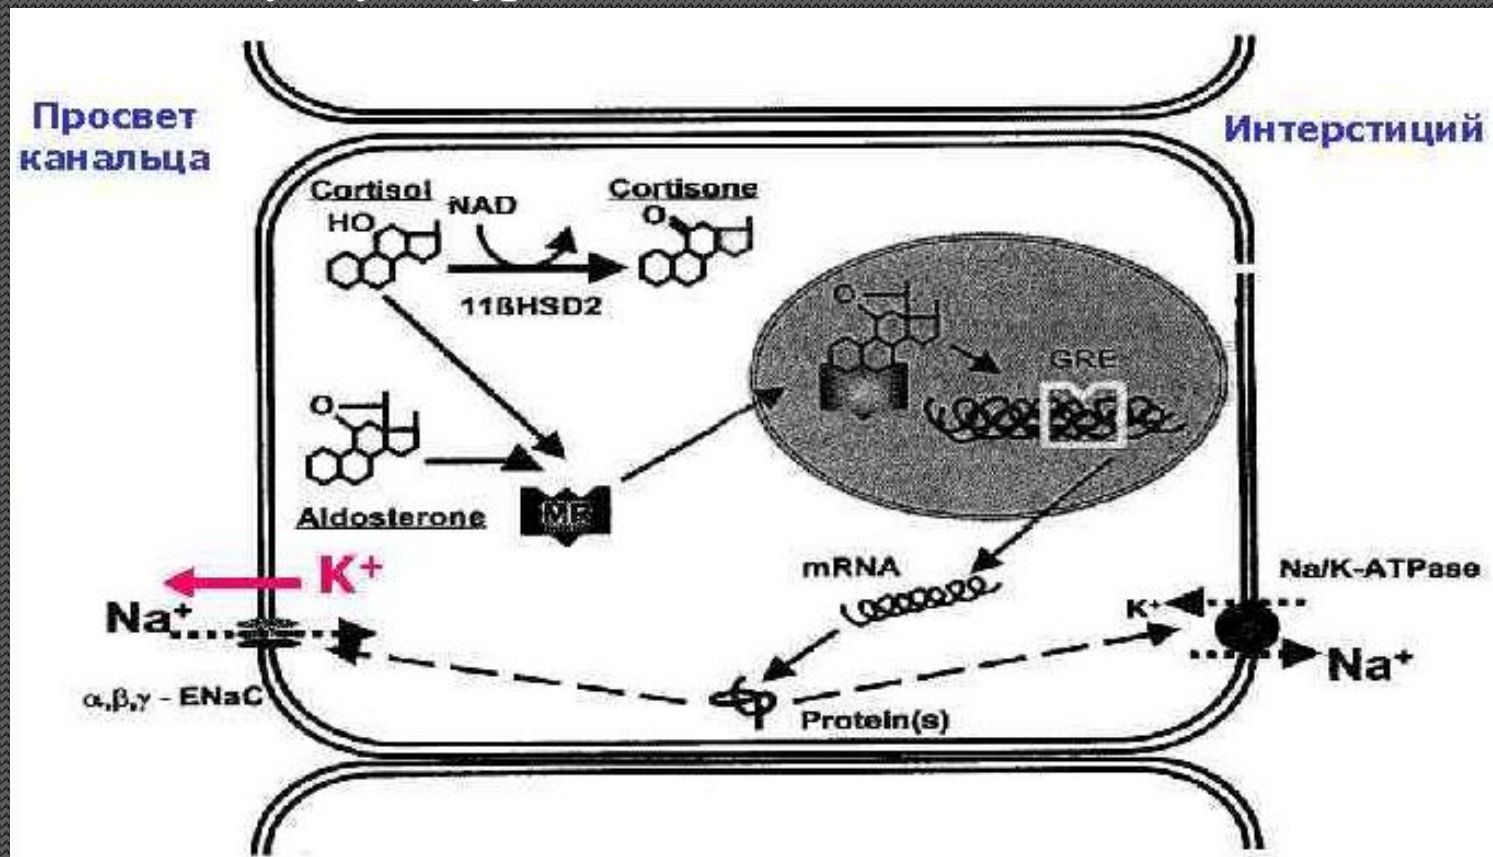 Просвет
канальца
Интерстиций
Cortisol
HO
NAD
Cortisone
O
11ßHSD2
O
GRE
O
Aldosterone
MR
K⁺
Na⁺
α,β,γ - ENaC
mRNA
Protein(s)
Na/K-ATPase
K⁺
Na⁺